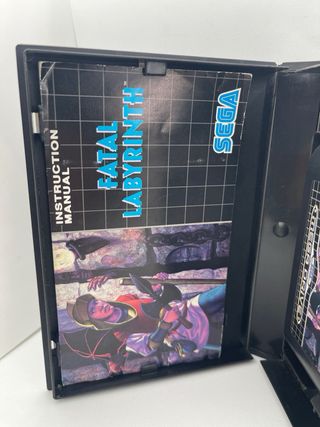 INSTRUCTION
MANUAL
FATAL
LABYRINTH
SEGA